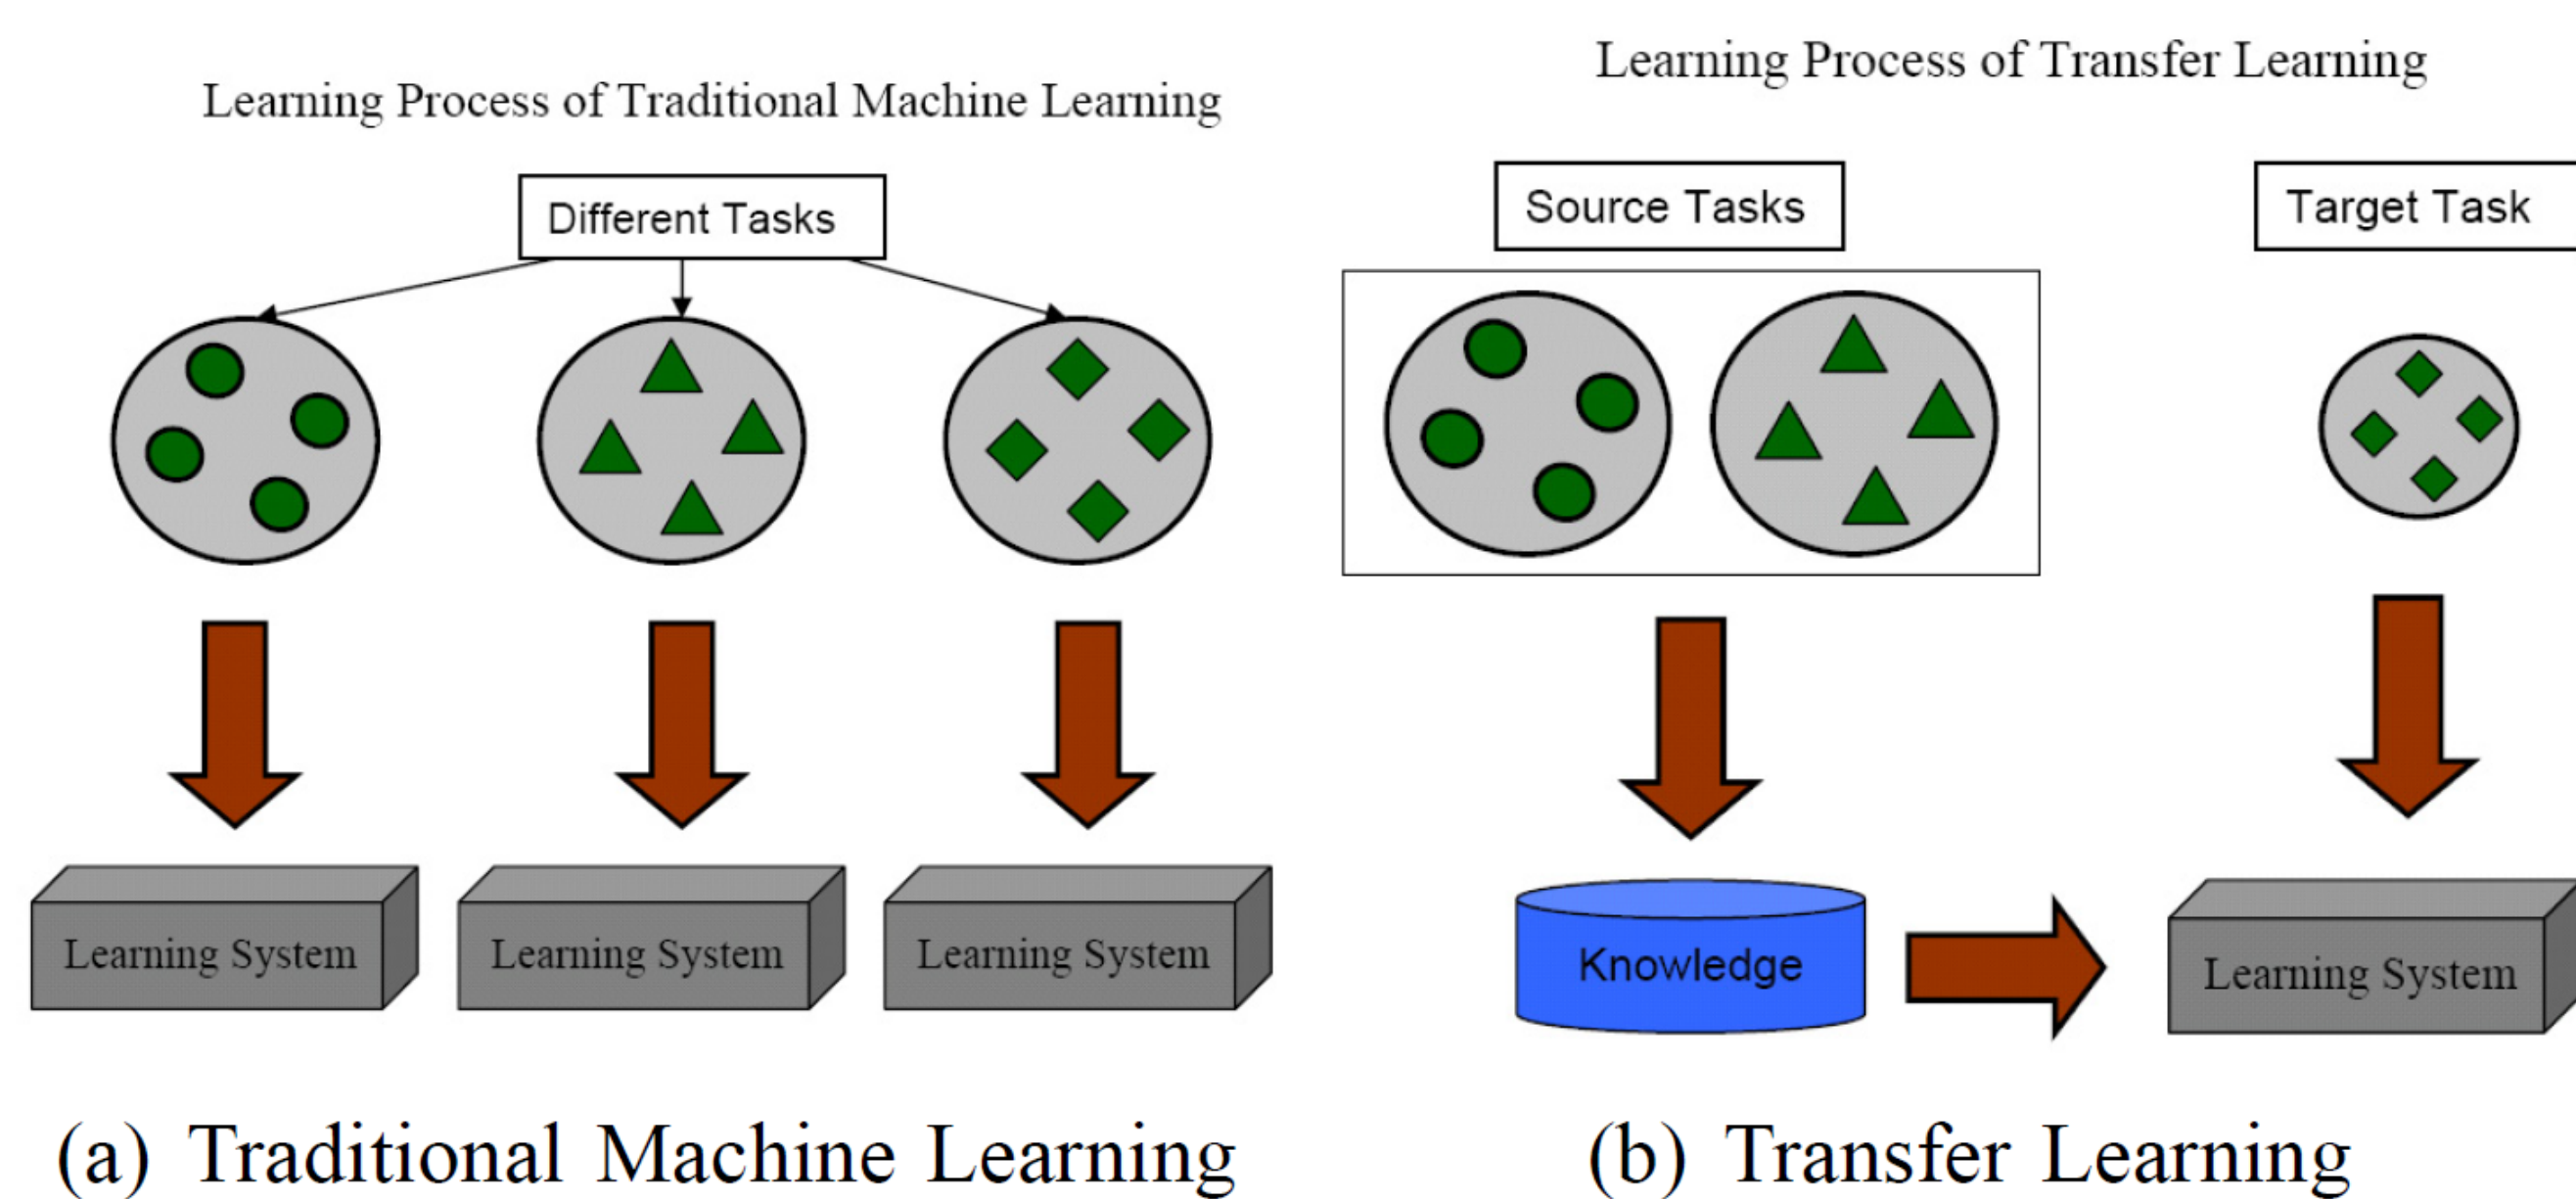 Learning Process of Traditional Machine Learning
Different Tasks
Learning System
Learning System
Learning System
(a) Traditional Machine Learning
Learning Process of Transfer Learning
Source Tasks
Target Task
Knowledge
Learning System
(b) Transfer Learning